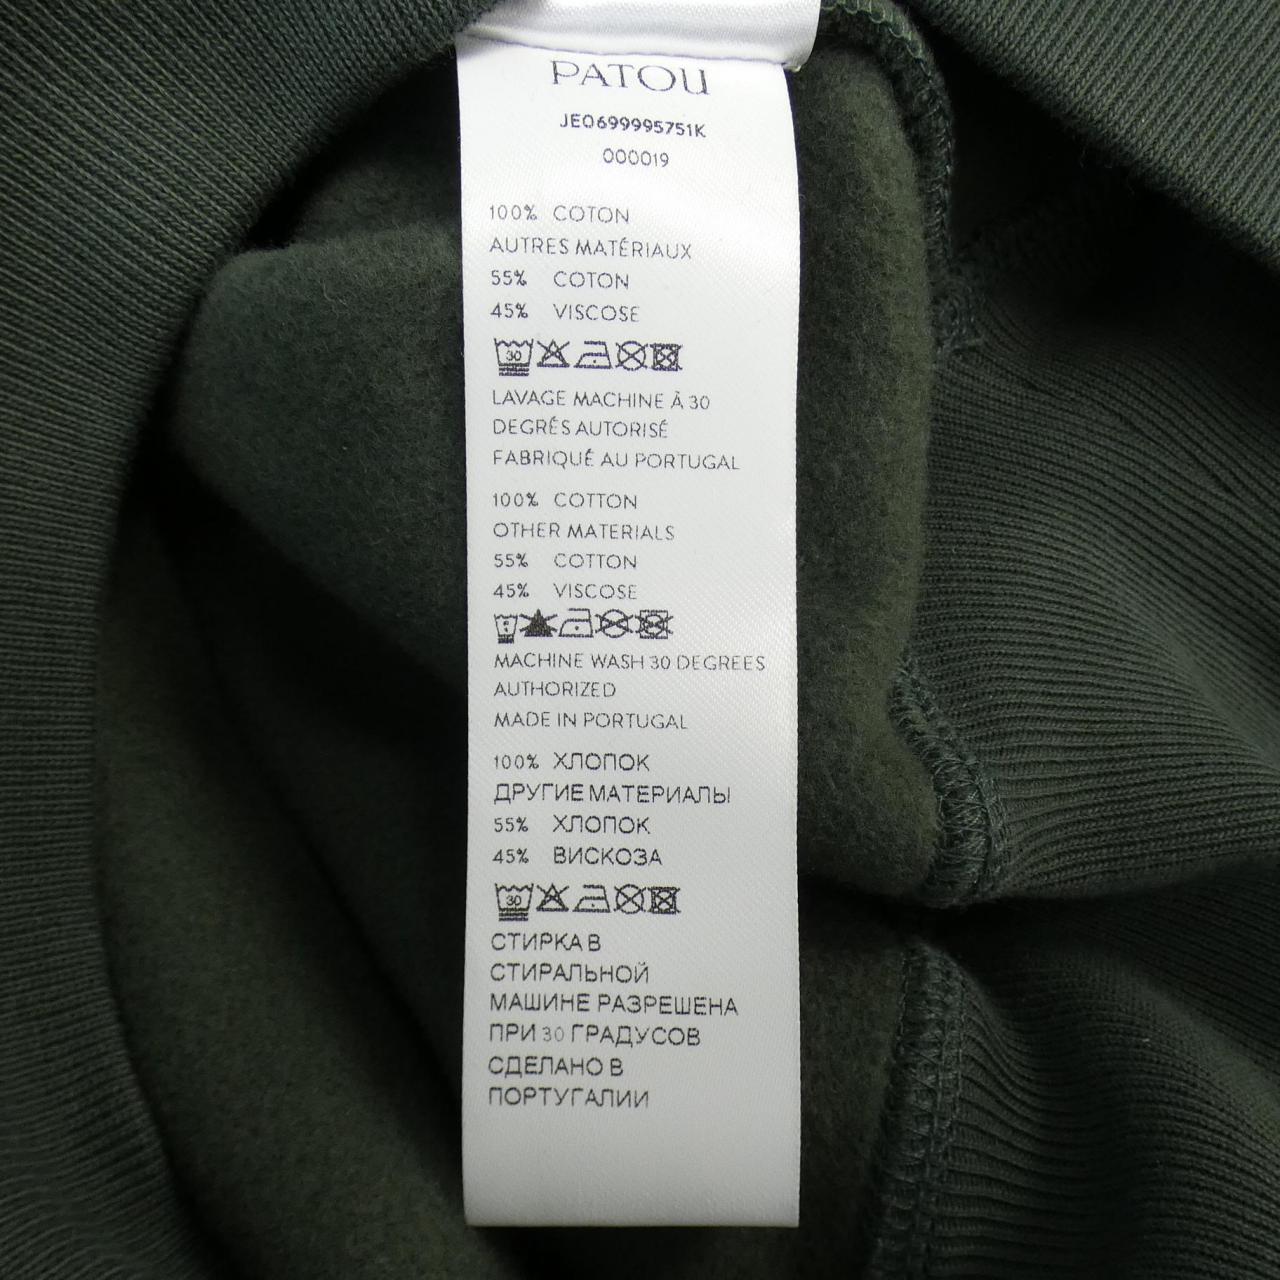 PATOU
JE0699995751K
000019
100% COTON
AUTRES MATÉRIAUX
55% COTON
45% VISCOSE
30
LAVAGE MACHINE À 30
DEGRÉS AUTORISÉ
FABRIQUÉ AU PORTUGAL
100% COTTON
OTHER MATERIALS
55% COTTON
45% VISCOSE
MACHINE WASH 30 DEGREES
AUTHORIZED
MADE IN PORTUGAL
100% ХЛОПОК
ДРУГИЕ МАТЕРИАЛЫ
55% ХЛОПОК
45% ВИСКОЗА
30
СТИРКА В
СТИРАЛЬНОЙ
МАШИНЕ РАЗРЕШЕНА
ПРИ 30 ГРАДУСОВ
СДЕЛАНО В
ПОРТУГАЛИИ